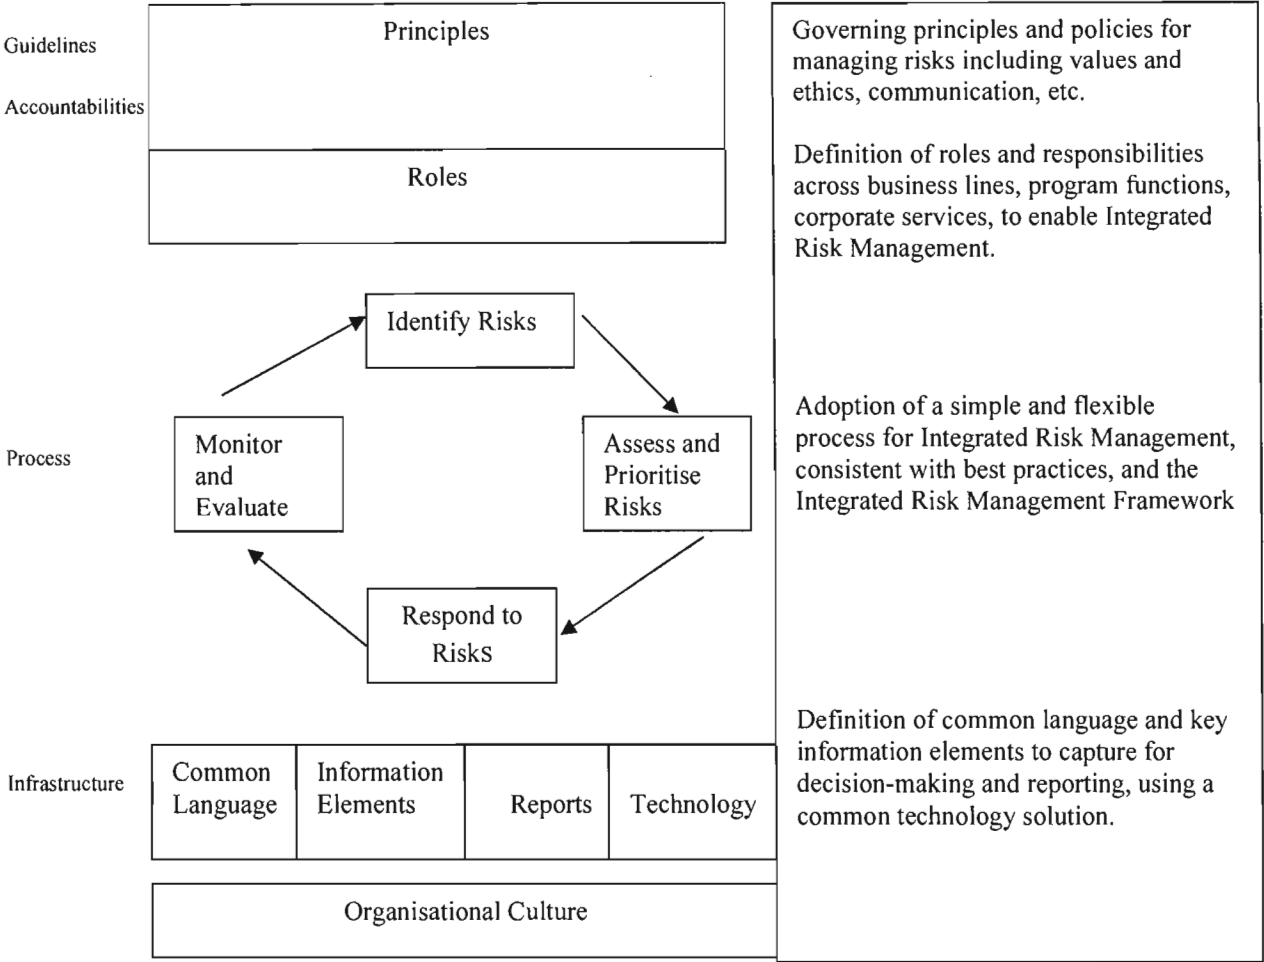 Guidelines
Accountabilities
Principles
Roles
Governing principles and policies for
managing risks including values and
ethics, communication, etc.
Definition of roles and responsibilities
across business lines, program functions,
corporate services, to enable Integrated
Risk Management.
Process
Identify Risks
Assess and
Prioritise
Risks
Respond to
Risks
Monitor
and
Evaluate
Adoption of a simple and flexible
process for Integrated Risk Management,
consistent with best practices, and the
Integrated Risk Management Framework
Infrastructure
Common
Language
Information
Elements
Reports
Technology
Organisational Culture
Definition of common language and key
information elements to capture for
decision-making and reporting, using a
common technology solution.